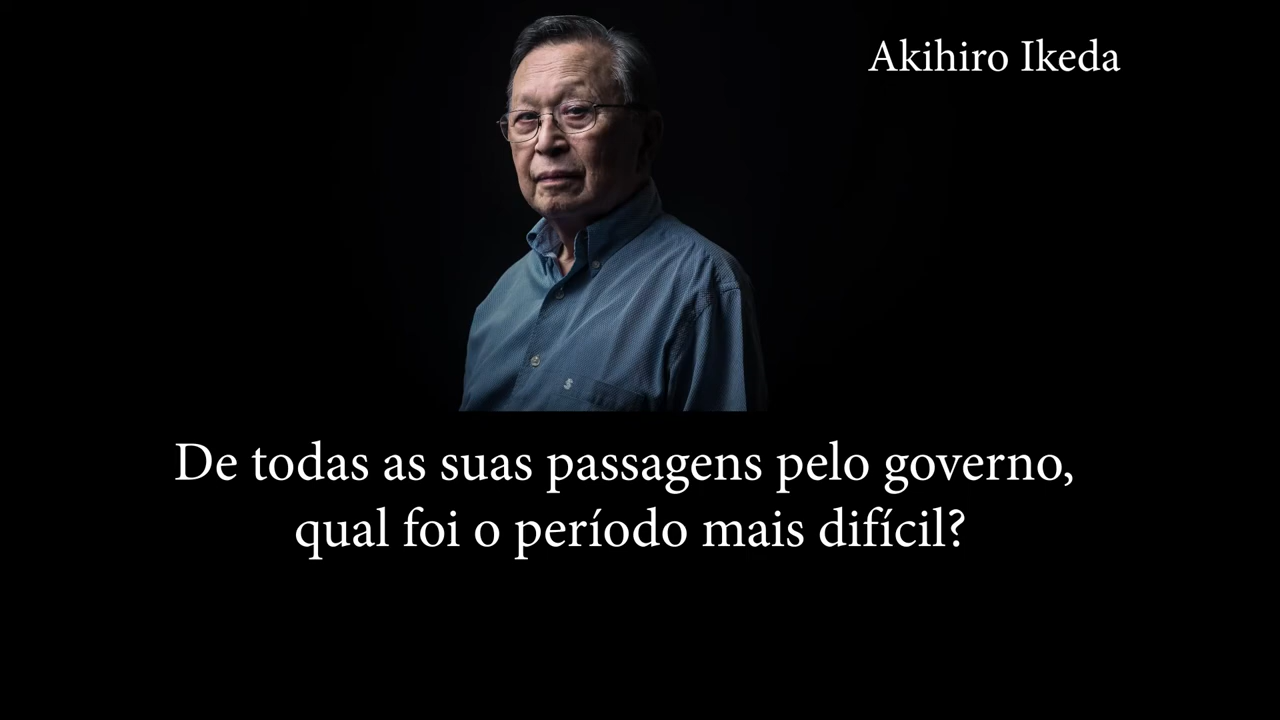 Akihiro Ikeda
De todas as suas passagens pelo governo,
qual foi o período mais difícil?